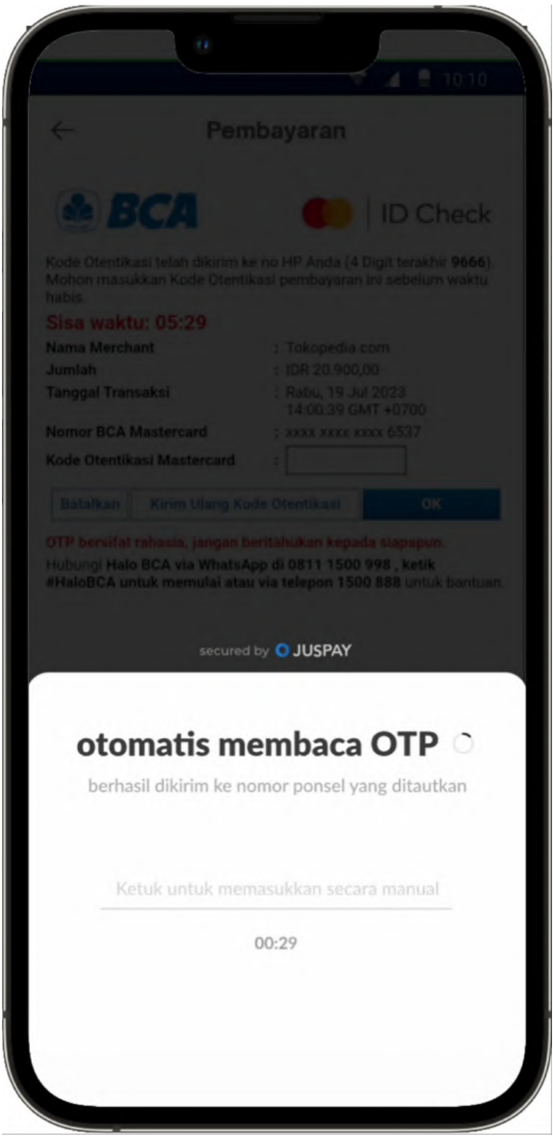 10:10
Pembayaran
BCA
ID Check
Kode Otentikasi telah dikirim ke no HP Anda (4 Digit terakhir 9666)
Mohon masukkan Kode Otentikasi pembayaran ini sebelum waktu
habis.
Sisa waktu: 05:29
Nama Merchant : Tokopedia.com
Jumlah : IDR 20.900,00
Tanggal Transaksi : Rabu, 19 Jul 2023
14:00:39 GMT +0700
Nomor BCA Mastercard : xxxx xxxx xxxx 6537
Kode Otentikasi Mastercard :
Batalkan Kirim Ulang Kode Otentikasi OK
OTP bersifat rahasia, jangan beritahukan kepada siapapun.
Hubungi Halo BCA via WhatsApp di 0811 1500 998 , ketik
#HaloBCA untuk memulai atau via telepon 1500 888 untuk bantuan.
secured by JUSPAY
otomatis membaca OTP
berhasil dikirim ke nomor ponsel yang ditautkan
Ketuk untuk memasukkan secara manual
00:29